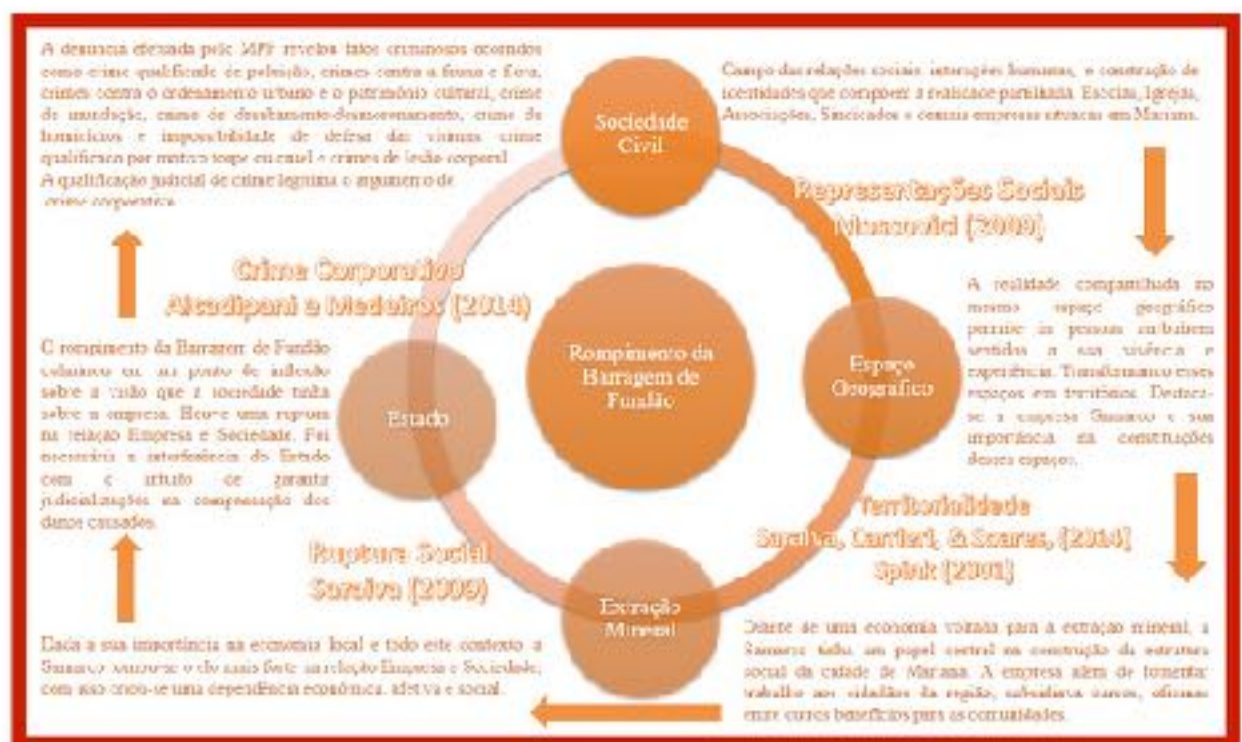 A denuncia efetuada pelo MPF revelou fatos criminosos ocorridos
como crime qualificado de poluição, crimes contra a fauna e flora,
crimes contra o ordenamento urbano e o patrimônio cultural, crime
de inundação, crime de desabamento-desmoronamento, crime de
homicídios e impossibilidade de defesa das vítimas crime
qualificado por motivo torpe ou cruel e crimes de lesão corporal
A qualificação judicial de crime legitima o argumento de
crime corporativo
Sociedade
Civil
Campo das relações sociais, interações humanas, e construção de
identidades que compõem a realidade partilhada. Escolas, Igrejas,
Associações, Sindicatos e demais empresas situadas em Mariana.
Representações Sociais
Moscovici (2009)
Crime Corporativo
Alcadipani e Medeiros (2014)
A realidade compartilhada no
mesmo espaço geográfico
permite às pessoas atribuírem
sentidos a sua vivência e
experiência. Transformando esses
espaços em territórios. Destaca-
se a empresa Samarco e sua
importância na constituições
desses espaços.
O rompimento da Barragem de Fundão
culminou em um ponto de inflexão
sobre a visão que a sociedade tinha
sobre a empresa. Houve uma ruptura
na relação Empresa e Sociedade. Foi
necessária a interferência do Estado
com o intuito de garantir
judicializações na compensação dos
danos causados.
Rompimento da
Barragem de
Fundão
Espaço
Geográfico
Estado
Territorialidade
Saraiva, Carrieri, & Soares, (2014)
Spink (2001)
Ruptura Social
Saraiva (2009)
Extração
Mineral
Dada a sua importância na economia local e todo este contexto a
Samarco tornou-se o elo mais forte na relação Empresa e Sociedade,
com isso criou-se uma dependência econômica, afetiva e social.
Diante de uma economia voltada para a extração mineral, a
Samarco tinha um papel central na construção da estrutura
social da cidade de Mariana. A empresa além de fomentar
trabalho aos cidadãos da região, subsidiava cursos, oficinas
entre outros benefícios para as comunidades.